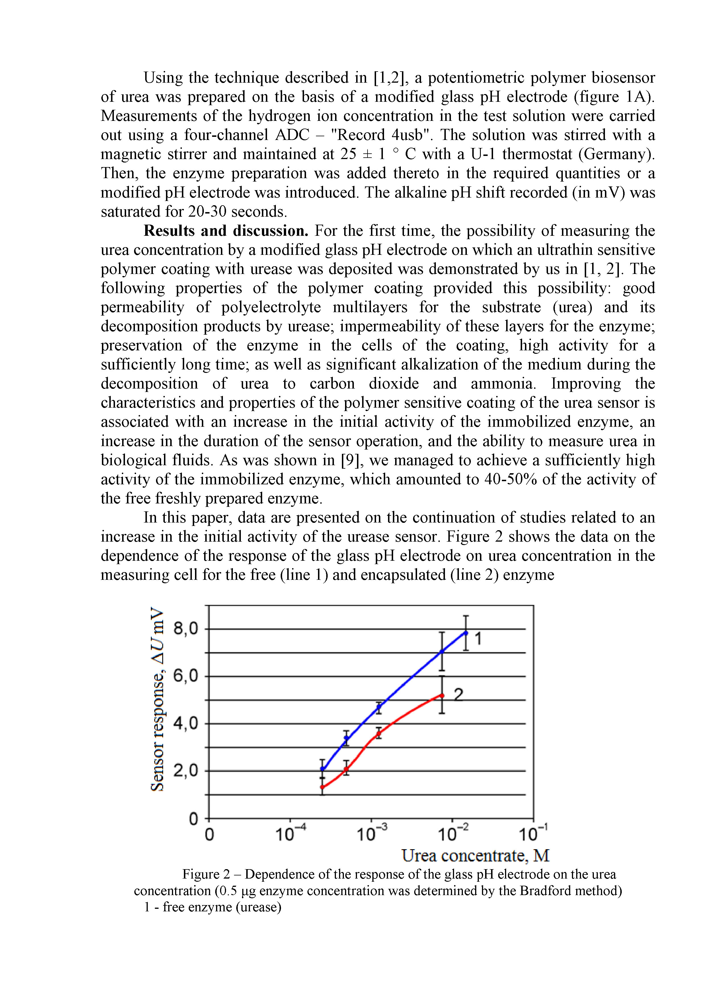 Using the technique described in [1,2], a potentiometric polymer biosensor
of urea was prepared on the basis of a modified glass pH electrode (figure 1A).
Measurements of the hydrogen ion concentration in the test solution were carried
out using a four-channel ADC – "Record 4usb". The solution was stirred with a
magnetic stirrer and maintained at 25 ± 1 ° C with a U-1 thermostat (Germany).
Then, the enzyme preparation was added thereto in the required quantities or a
modified pH electrode was introduced. The alkaline pH shift recorded (in mV) was
saturated for 20-30 seconds.
Results and discussion. For the first time, the possibility of measuring the
urea concentration by a modified glass pH electrode on which an ultrathin sensitive
polymer coating with urease was deposited was demonstrated by us in [1, 2]. The
following properties of the polymer coating provided this possibility: good
permeability of polyelectrolyte multilayers for the substrate (urea) and its
decomposition products by urease; impermeability of these layers for the enzyme;
preservation of the enzyme in the cells of the coating, high activity for a
sufficiently long time; as well as significant alkalization of the medium during the
decomposition of urea to carbon dioxide and ammonia. Improving the
characteristics and properties of the polymer sensitive coating of the urea sensor is
associated with an increase in the initial activity of the immobilized enzyme, an
increase in the duration of the sensor operation, and the ability to measure urea in
biological fluids. As was shown in [9], we managed to achieve a sufficiently high
activity of the immobilized enzyme, which amounted to 40-50% of the activity of
the free freshly prepared enzyme.
In this paper, data are presented on the continuation of studies related to an
increase in the initial activity of the urease sensor. Figure 2 shows the data on the
dependence of the response of the glass pH electrode on urea concentration in the
measuring cell for the free (line 1) and encapsulated (line 2) enzyme
Sensor response, ΔU mV
8,0
6,0
4,0
2,0
0
1
2
0 10⁻⁴ 10⁻³ 10⁻² 10⁻¹
Urea concentrate, M
Figure 2 – Dependence of the response of the glass pH electrode on the urea
concentration (0.5 µg enzyme concentration was determined by the Bradford method)
1 - free enzyme (urease)